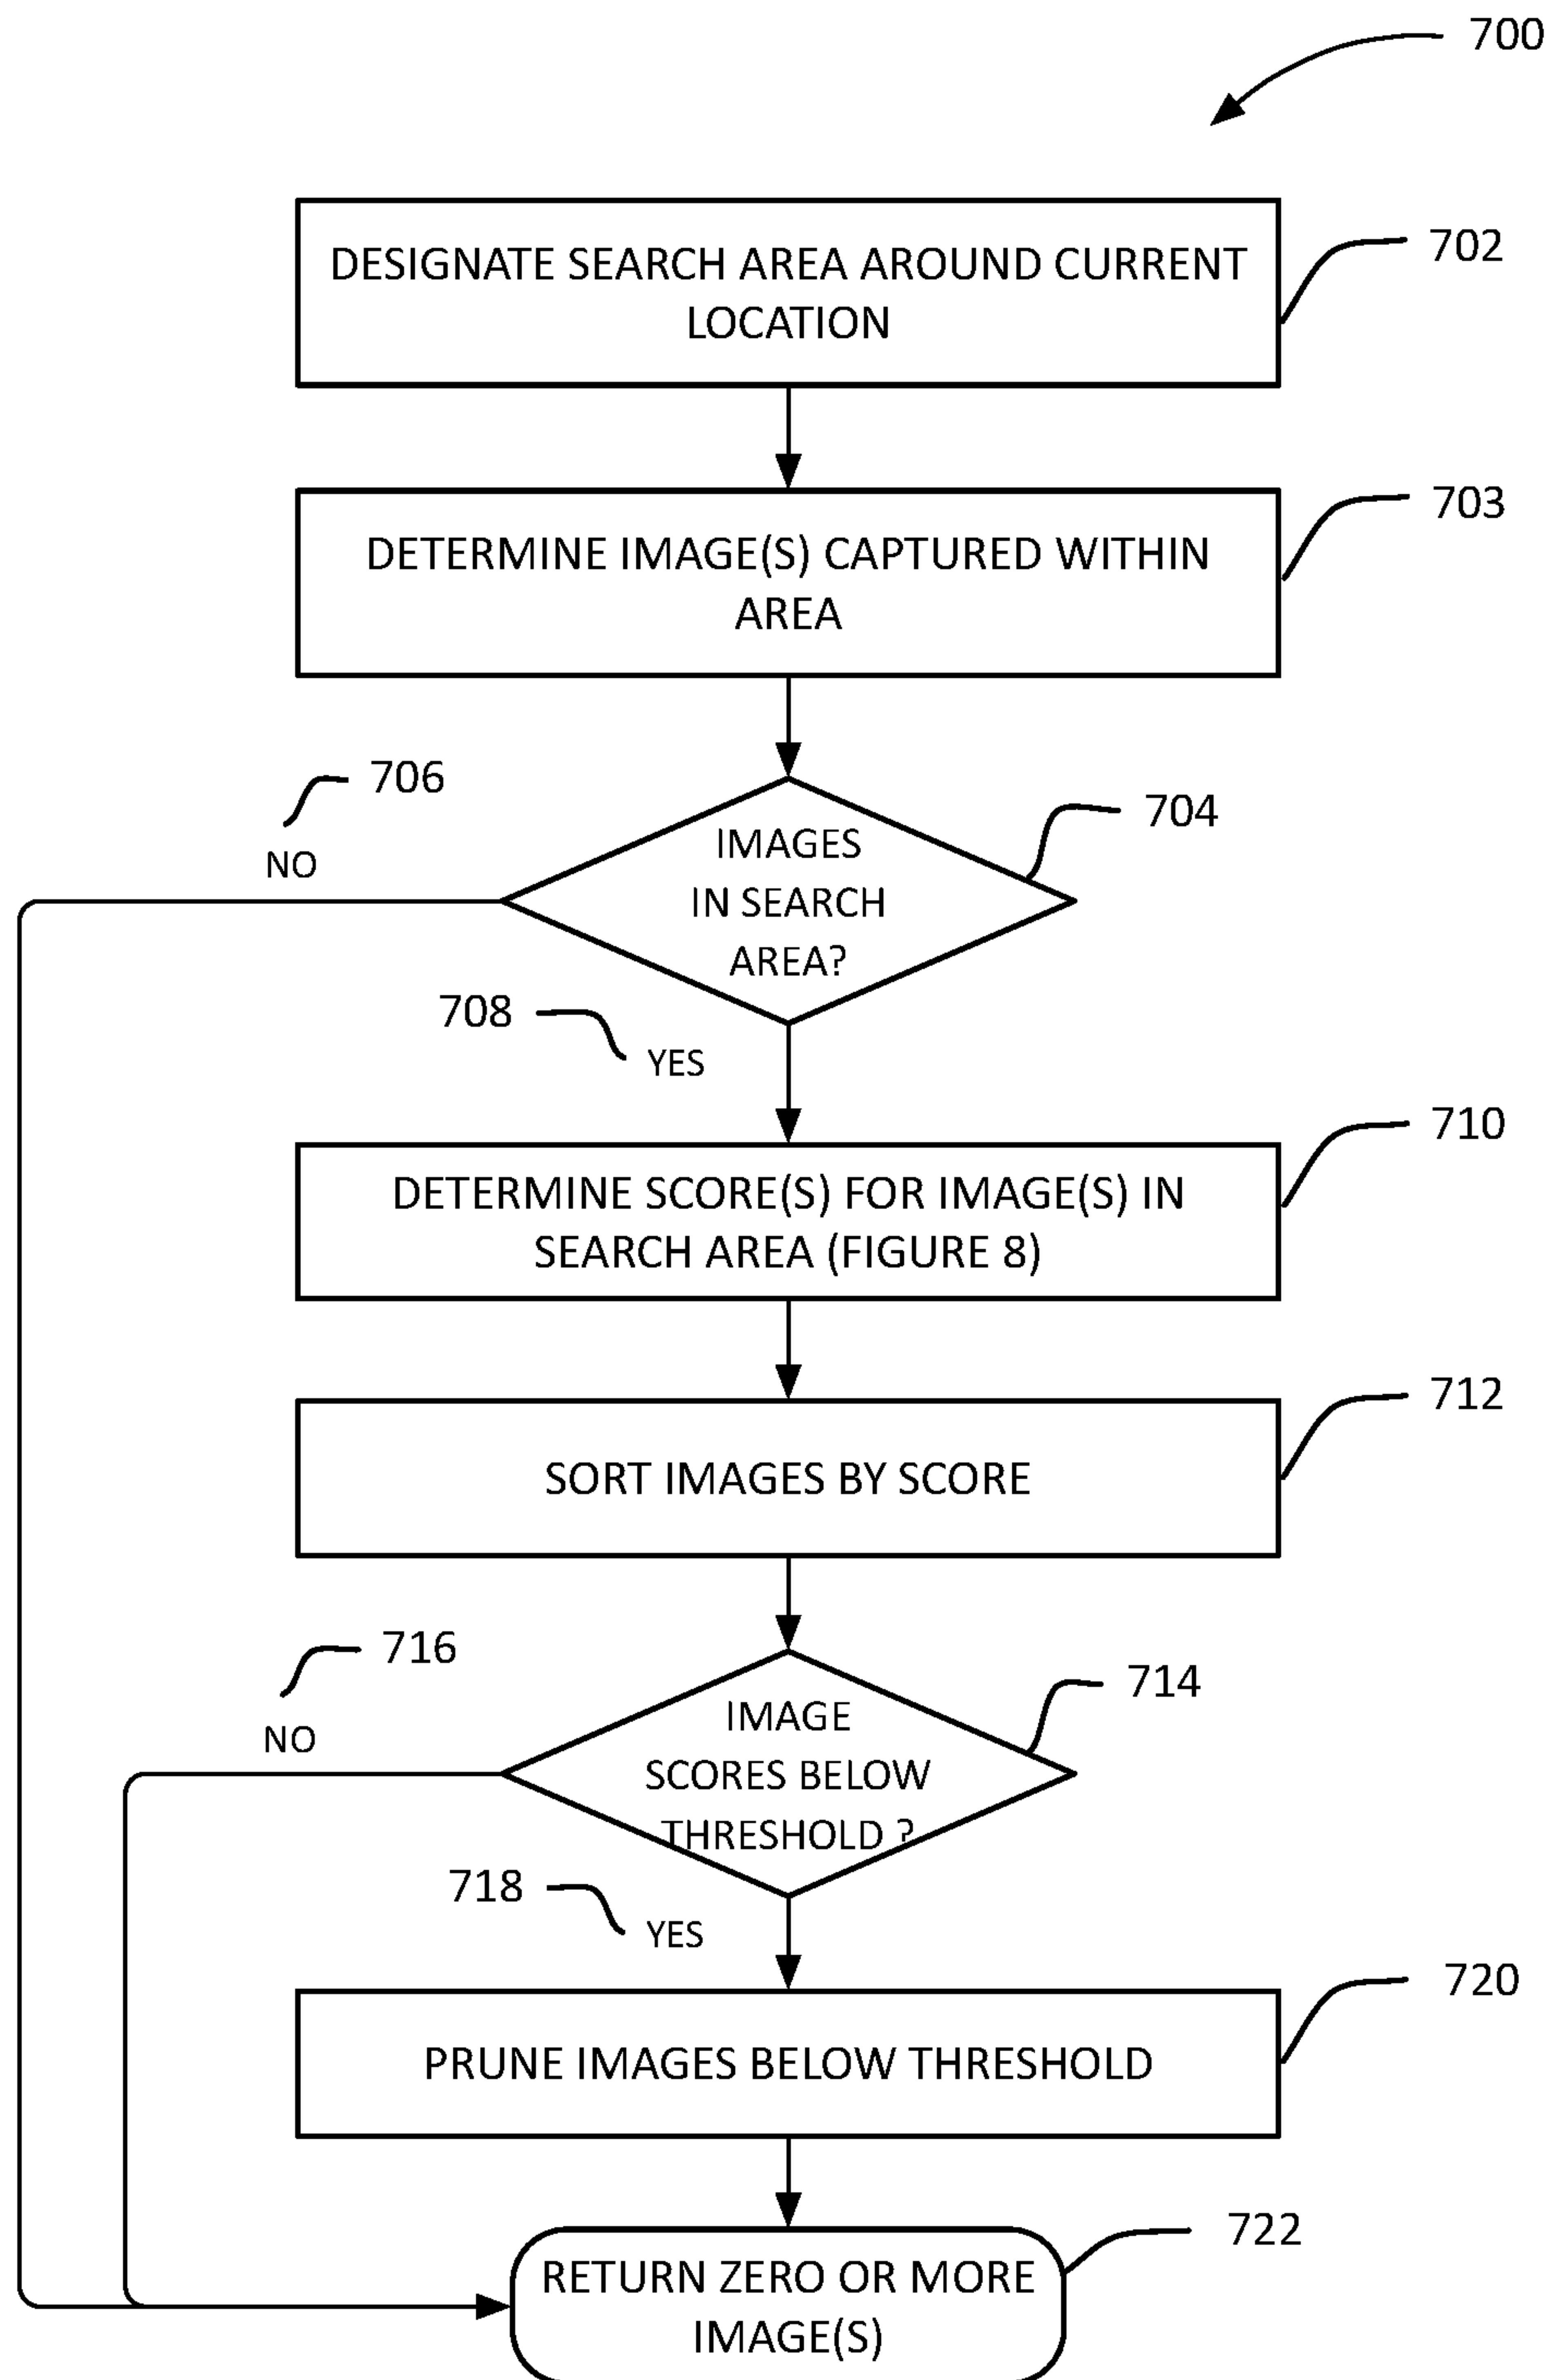 700
DESIGNATE SEARCH AREA AROUND CURRENT
LOCATION
702
DETERMINE IMAGE(S) CAPTURED WITHIN
AREA
703
706
NO
IMAGES
IN SEARCH
AREA?
704
708
YES
DETERMINE SCORE(S) FOR IMAGE(S) IN
SEARCH AREA (FIGURE 8)
710
SORT IMAGES BY SCORE
712
716
NO
IMAGE
SCORES BELOW
THRESHOLD ?
714
718
YES
PRUNE IMAGES BELOW THRESHOLD
720
RETURN ZERO OR MORE
IMAGE(S)
722